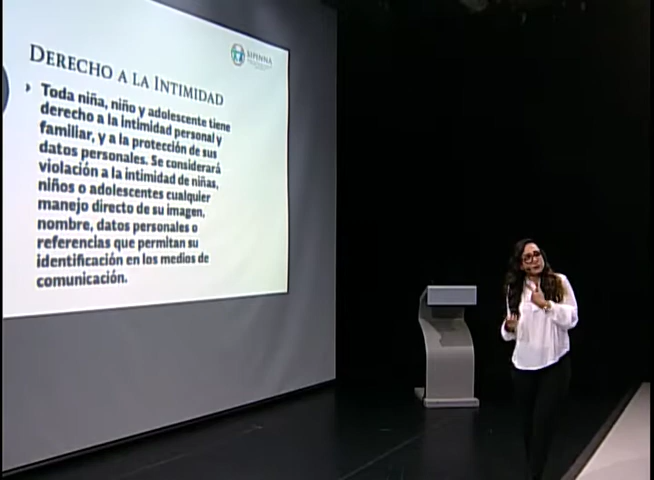 SIPINNA
DERECHO A LA INTIMIDAD
Toda niña, niño y adolescente tiene
derecho a la intimidad personal y
familiar, y a la protección de sus
datos personales. Se considerará
violación a la intimidad de niñas,
niños o adolescentes cualquier
manejo directo de su imagen,
nombre, datos personales o
referencias que permitan su
identificación en los medios de
comunicación.